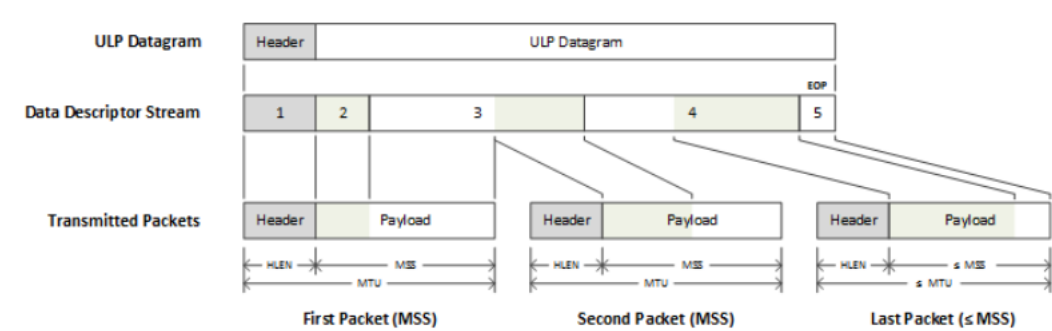 ULP Datagram Header ULP Datagram
EOP
Data Descriptor Stream 1 2 3 4 5
Transmitted Packets Header Payload Header Payload Header Payload
HLEN MSS HLEN MSS HLEN ≤ MSS
MTU MTU ≤ MTU
First Packet (MSS) Second Packet (MSS) Last Packet (≤ MSS)